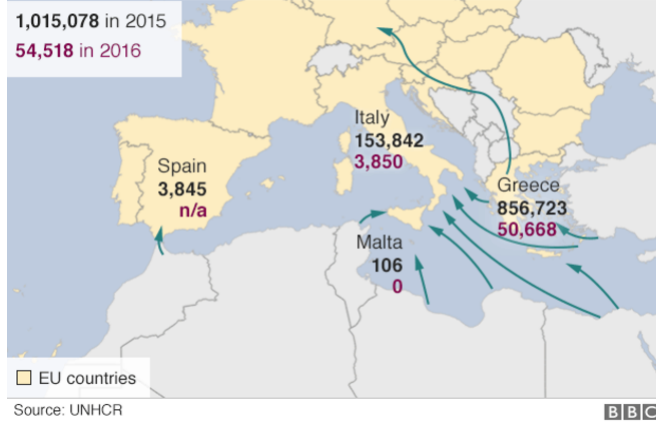 1,015,078 in 2015
54,518 in 2016
Italy
153,842
3,850
Spain
3,845
n/a
Greece
856,723
50,668
Malta
106
0
EU countries
Source: UNHCR
BBC